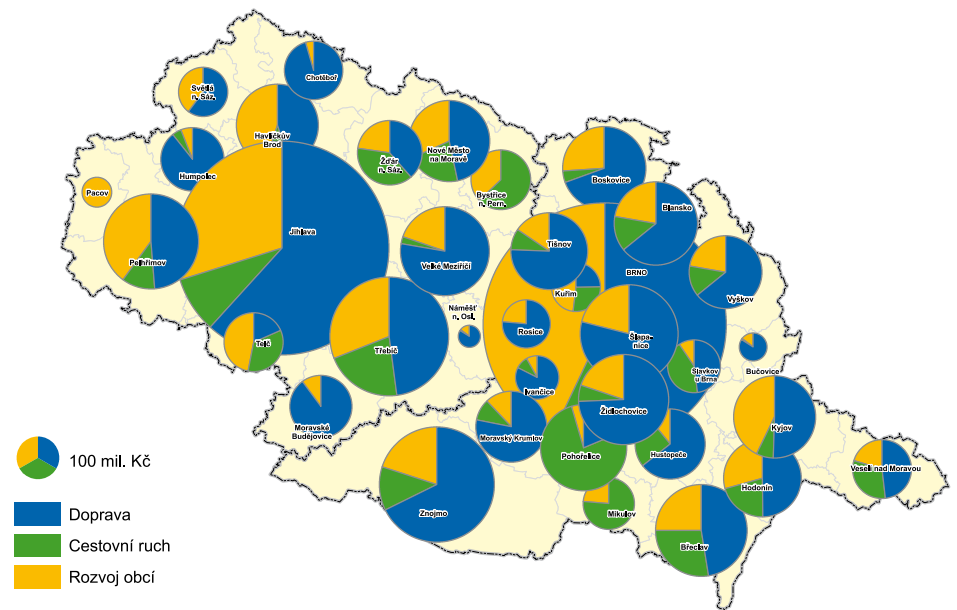 Chotěboř
Světlá
n. Sáz.
Havlíčkův
Brod
Nové Město
na Moravě
Žďár
n. Sáz.
Humpolec
Boskovice
Bystřice
n. Pern.
Pacov
Blansko
Jihlava
Tišnov
Pelhřimov
Velké Meziříčí
BRNO
Kuřim
Vyškov
Náměšť
n. Osl.
Rosice
Šlapa-
nice
Telč
Třebíč
Bučovice
Slavkov
u Brna
Ivančice
Židlochovice
Moravské
Budějovice
Moravský Krumlov
Kyjov
Pohořelice
Hustopeče
Veselí nad Moravou
Hodonín
Znojmo
Mikulov
Břeclav
100 mil. Kč
Doprava
Cestovní ruch
Rozvoj obcí